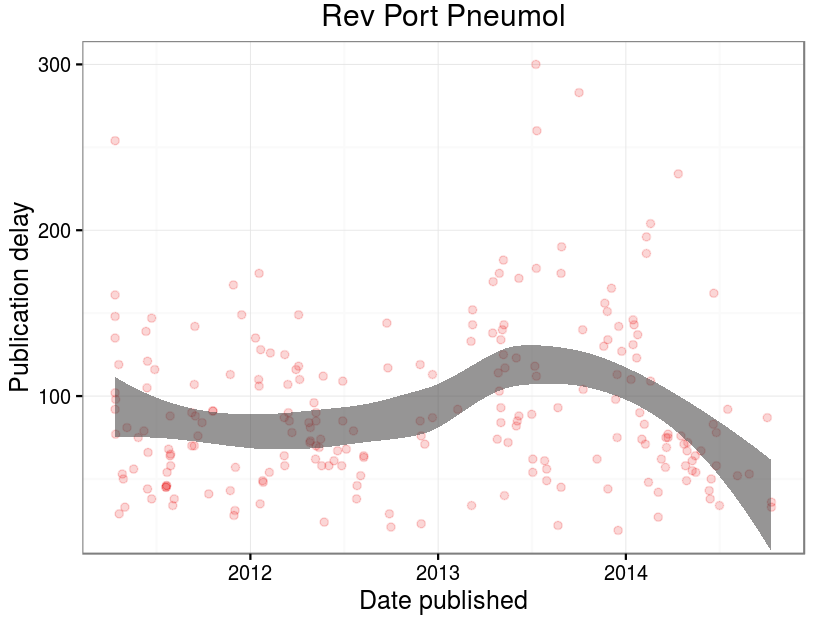 Rev Port Pneumol
300
200
100
Publication delay
2012 2013 2014
Date published